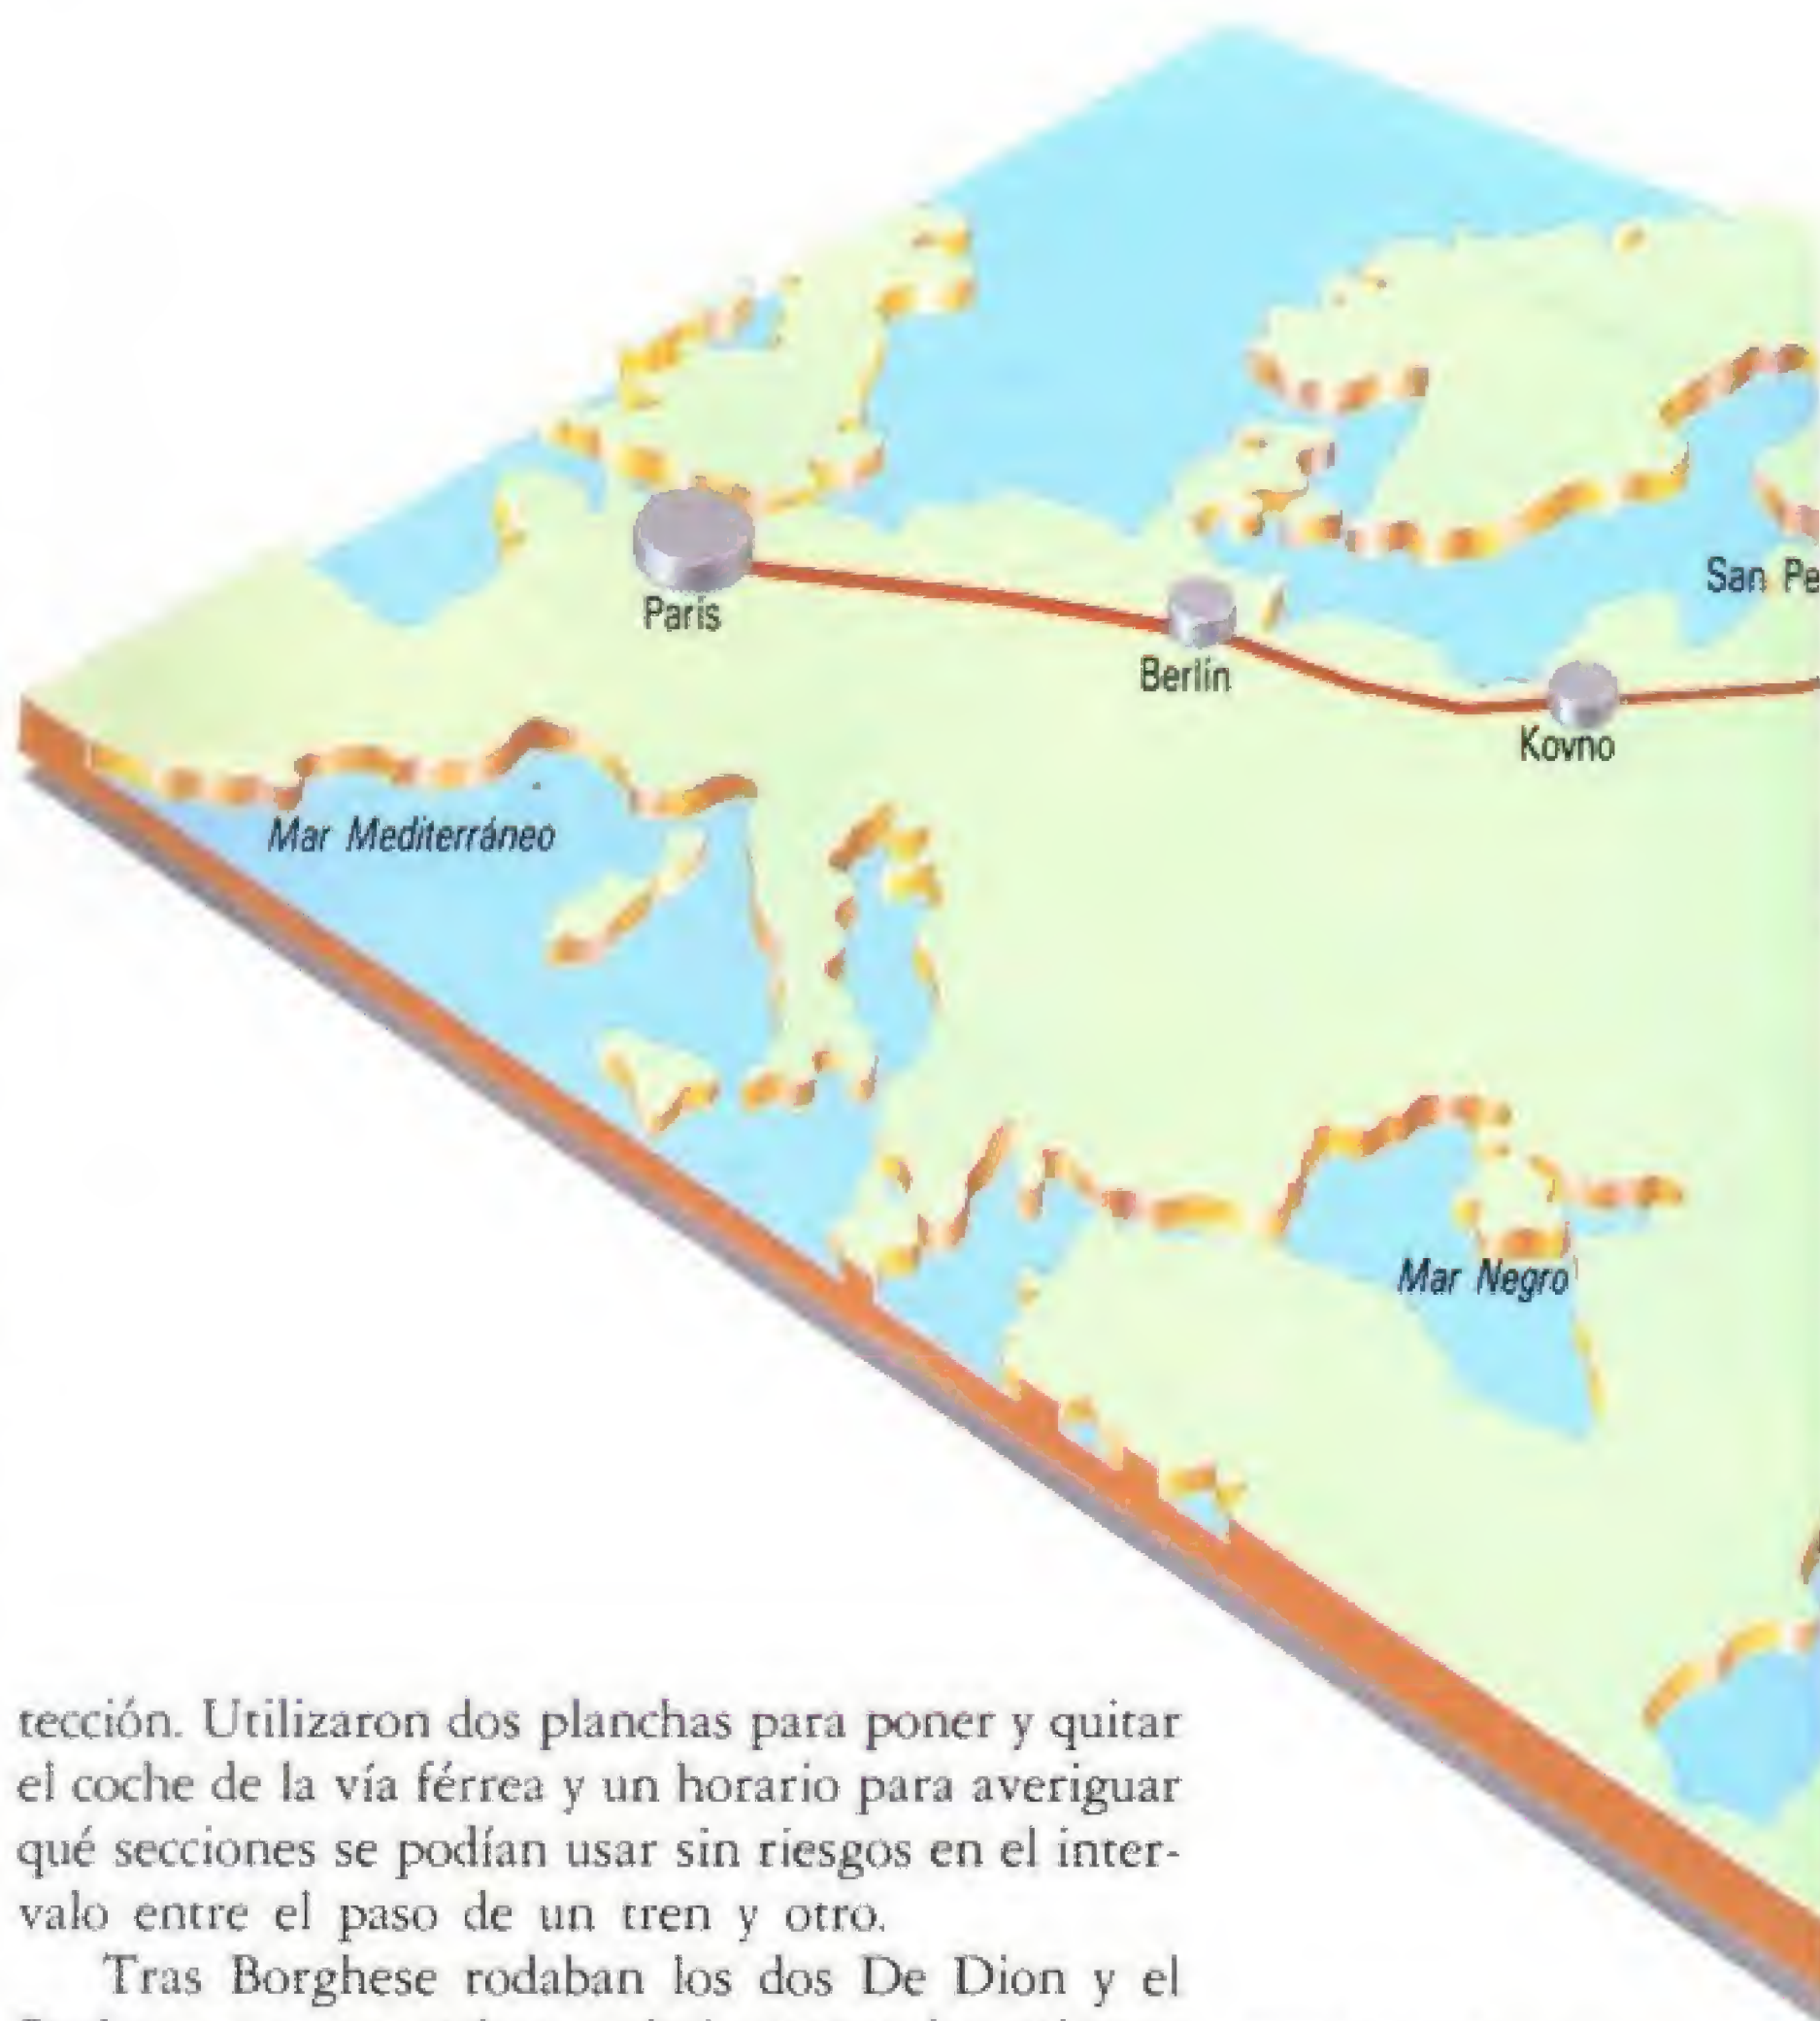 San Pe
París
Berlín
Kovno
Mar Mediterráneo
Mar Negro
tección. Utilizaron dos planchas para poner y quitar
el coche de la vía férrea y un horario para averiguar
qué secciones se podían usar sin riesgos en el inter-
valo entre el paso de un tren y otro.
Tras Borghese rodaban los dos De Dion y el